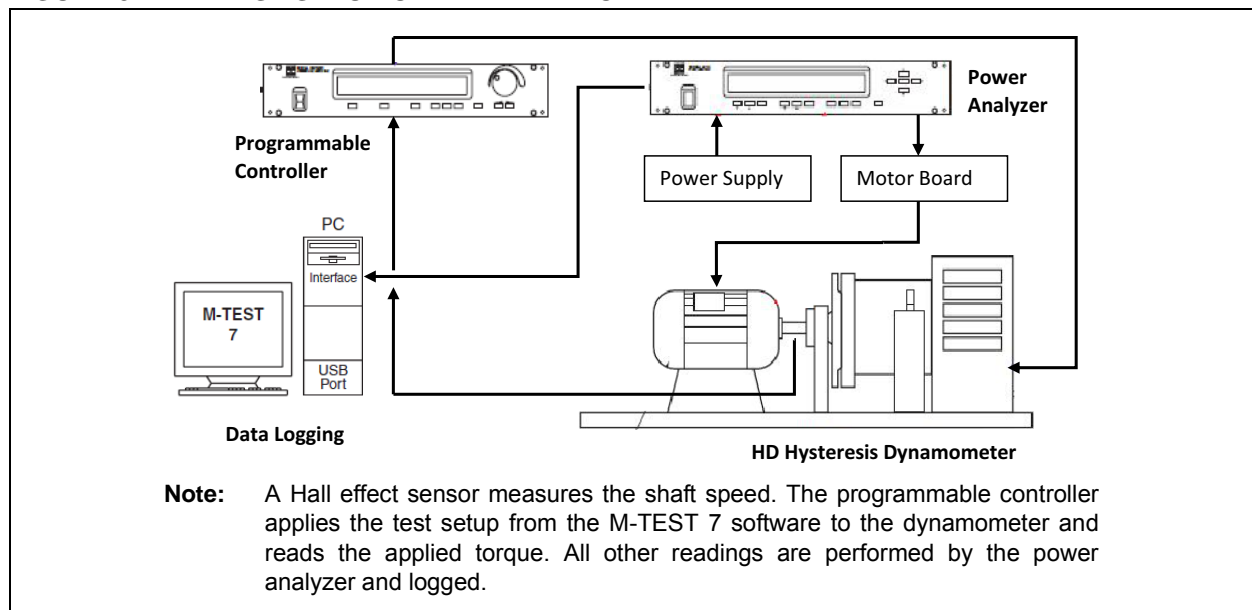 Programmable
Controller
Power
Analyzer
Power Supply
Motor Board
PC
Interface
M-TEST
7
USB
Port
Data Logging
HD Hysteresis Dynamometer
Note: A Hall effect sensor measures the shaft speed. The programmable controller
applies the test setup from the M-TEST 7 software to the dynamometer and
reads the applied torque. All other readings are performed by the power
analyzer and logged.